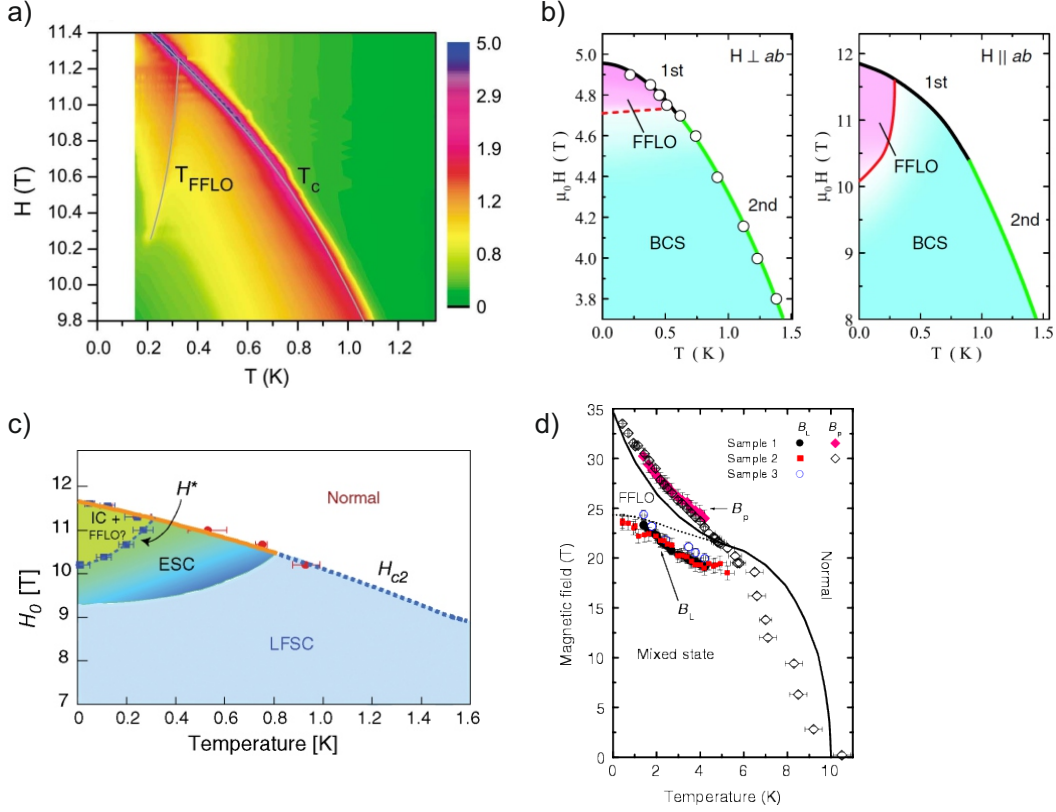 a)
11.4
11.2
11.0
10.8
10.6
10.4
10.2
10.0
9.8
H (T)
0.0 0.2 0.4 0.6 0.8 1.0 1.2
T (K)
T_FFLO
T_c
5.0
2.9
1.9
1.2
0.8
0
b)
H ⊥ ab
5.0
4.8
4.6
4.4
4.2
4.0
3.8
μ₀H (T)
1st
FFLO
2nd
BCS
0.0 0.5 1.0 1.5
T (K)
H || ab
12
11
10
9
8
μ₀H (T)
1st
FFLO
2nd
BCS
0.0 0.5 1.0 1.5
T (K)
c)
12
11
10
9
8
7
H₀ [T]
H*
Normal
IC +
FFLO?
ESC
H_c2
LFSC
0 0.4 0.6 0.8 1.0 1.4 1.6
Temperature [K]
d)
35
30
25
20
15
10
5
0
Magnetic field (T)
B_L B_p
Sample 1
Sample 2
Sample 3
FFLO
B_p
B_L
Normal
Mixed state
0 2 4 6 8 10
Temperature (K)